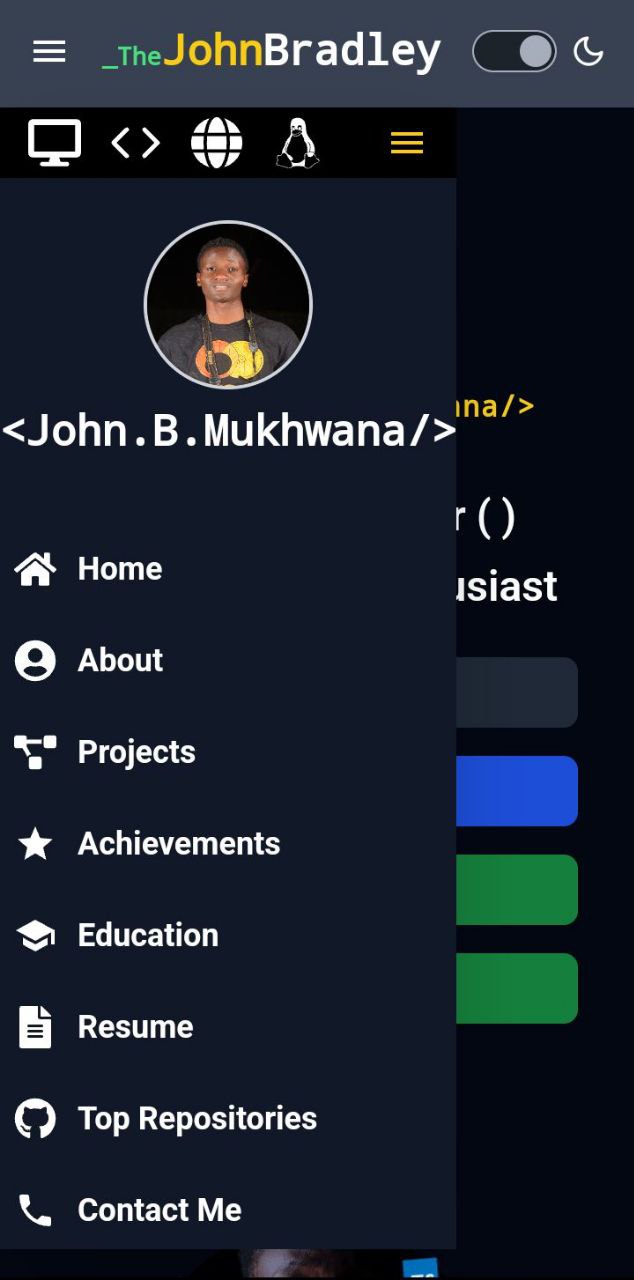 _TheJohnBradley
<John.B.Mukhwana/>
na/>
r()
usiast
Home
About
Projects
Achievements
Education
Resume
Top Repositories
Contact Me